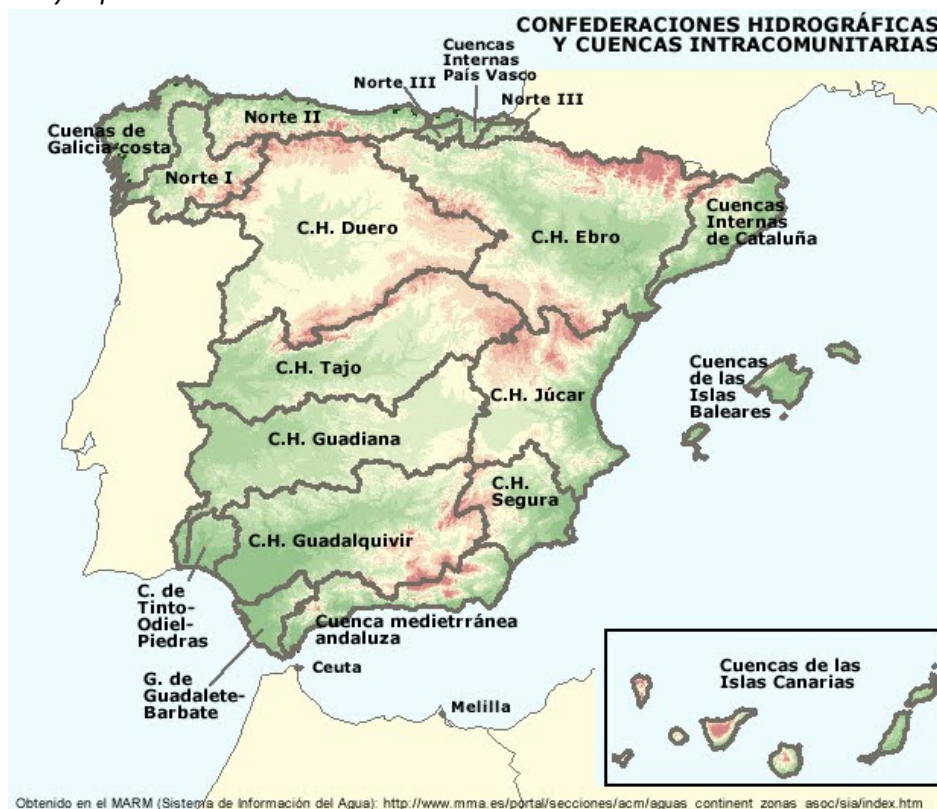 CONFEDERACIONES HIDROGRÁFICAS
Y CUENCAS INTRACOMUNITARIAS
Cuencas
Internas
País Vasco
Norte III
Norte III
Norte II
Cuenas de
Galicia-costa
Norte I
C.H. Duero
C.H. Ebro
Cuencas
Internas
de Cataluña
C.H. Tajo
C.H. Júcar
Cuencas
de las
Islas
Baleares
C.H. Guadiana
C.H.
Segura
C.H. Guadalquivir
C. de
Tinto-
Odiel-
Piedras
Cuenca medietrránea
andaluza
G. de
Guadalete-
Barbate
Ceuta
Melilla
Cuencas de las
Islas Canarias
Obtenido en el MARM (Sistema de Información del Agua): http://www.mma.es/portal/secciones/acm/aguas_continent_zonas_asoc/sia/index.htm